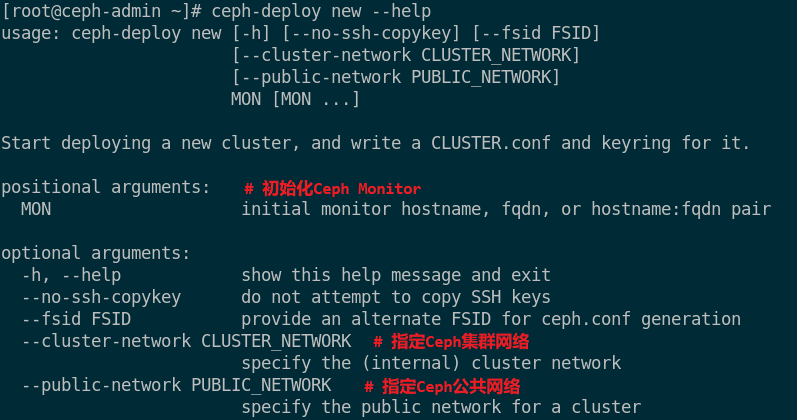 [root@ceph-admin ~]# ceph-deploy new --help
usage: ceph-deploy new [-h] [--no-ssh-copykey] [--fsid FSID]
[--cluster-network CLUSTER_NETWORK]
[--public-network PUBLIC_NETWORK]
MON [MON ...]
Start deploying a new cluster, and write a CLUSTER.conf and keyring for it.
positional arguments: # 初始化Ceph Monitor
MON initial monitor hostname, fqdn, or hostname:fqdn pair
optional arguments:
-h, --help show this help message and exit
--no-ssh-copykey do not attempt to copy SSH keys
--fsid FSID provide an alternate FSID for ceph.conf generation
--cluster-network CLUSTER_NETWORK # 指定Ceph集群网络
specify the (internal) cluster network
--public-network PUBLIC_NETWORK # 指定Ceph公共网络
specify the public network for a cluster